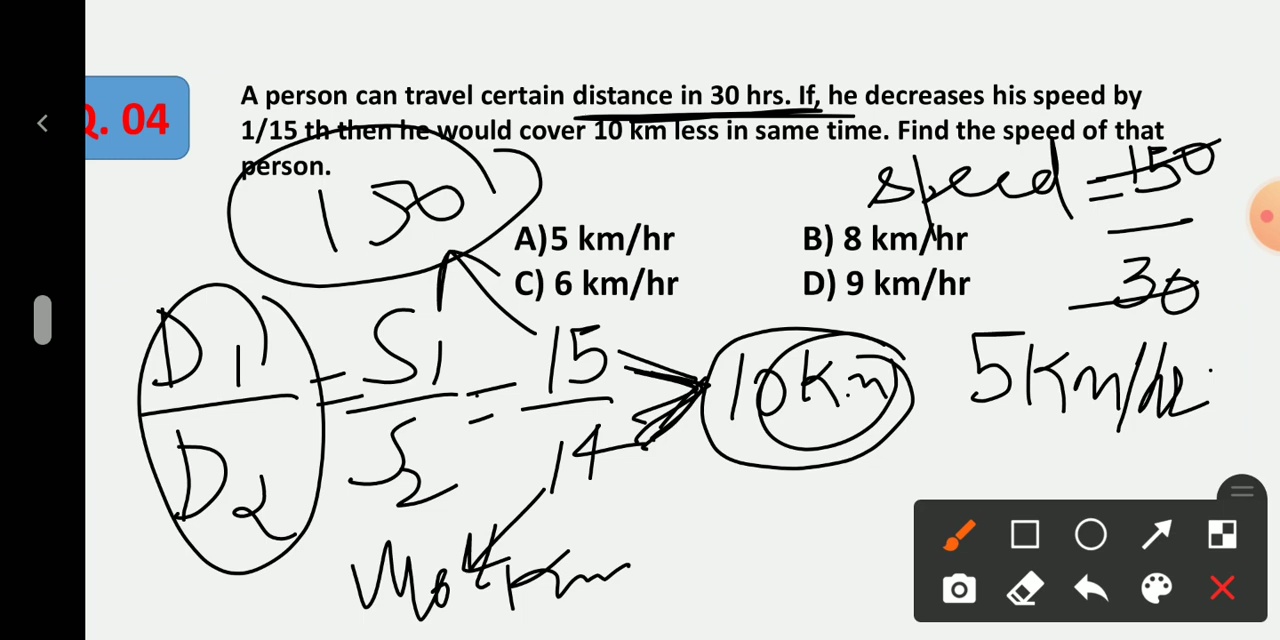 Q. 04
A person can travel certain distance in 30 hrs. If, he decreases his speed by
1/15 th then he would cover 10 km less in same time. Find the speed of that
person.
150
speed = 150
30
A)5 km/hr
B) 8 km/hr
C) 6 km/hr
D) 9 km/hr
D1 = S1 = 15
D2 S2 14
10Km
5Km/hr
Km